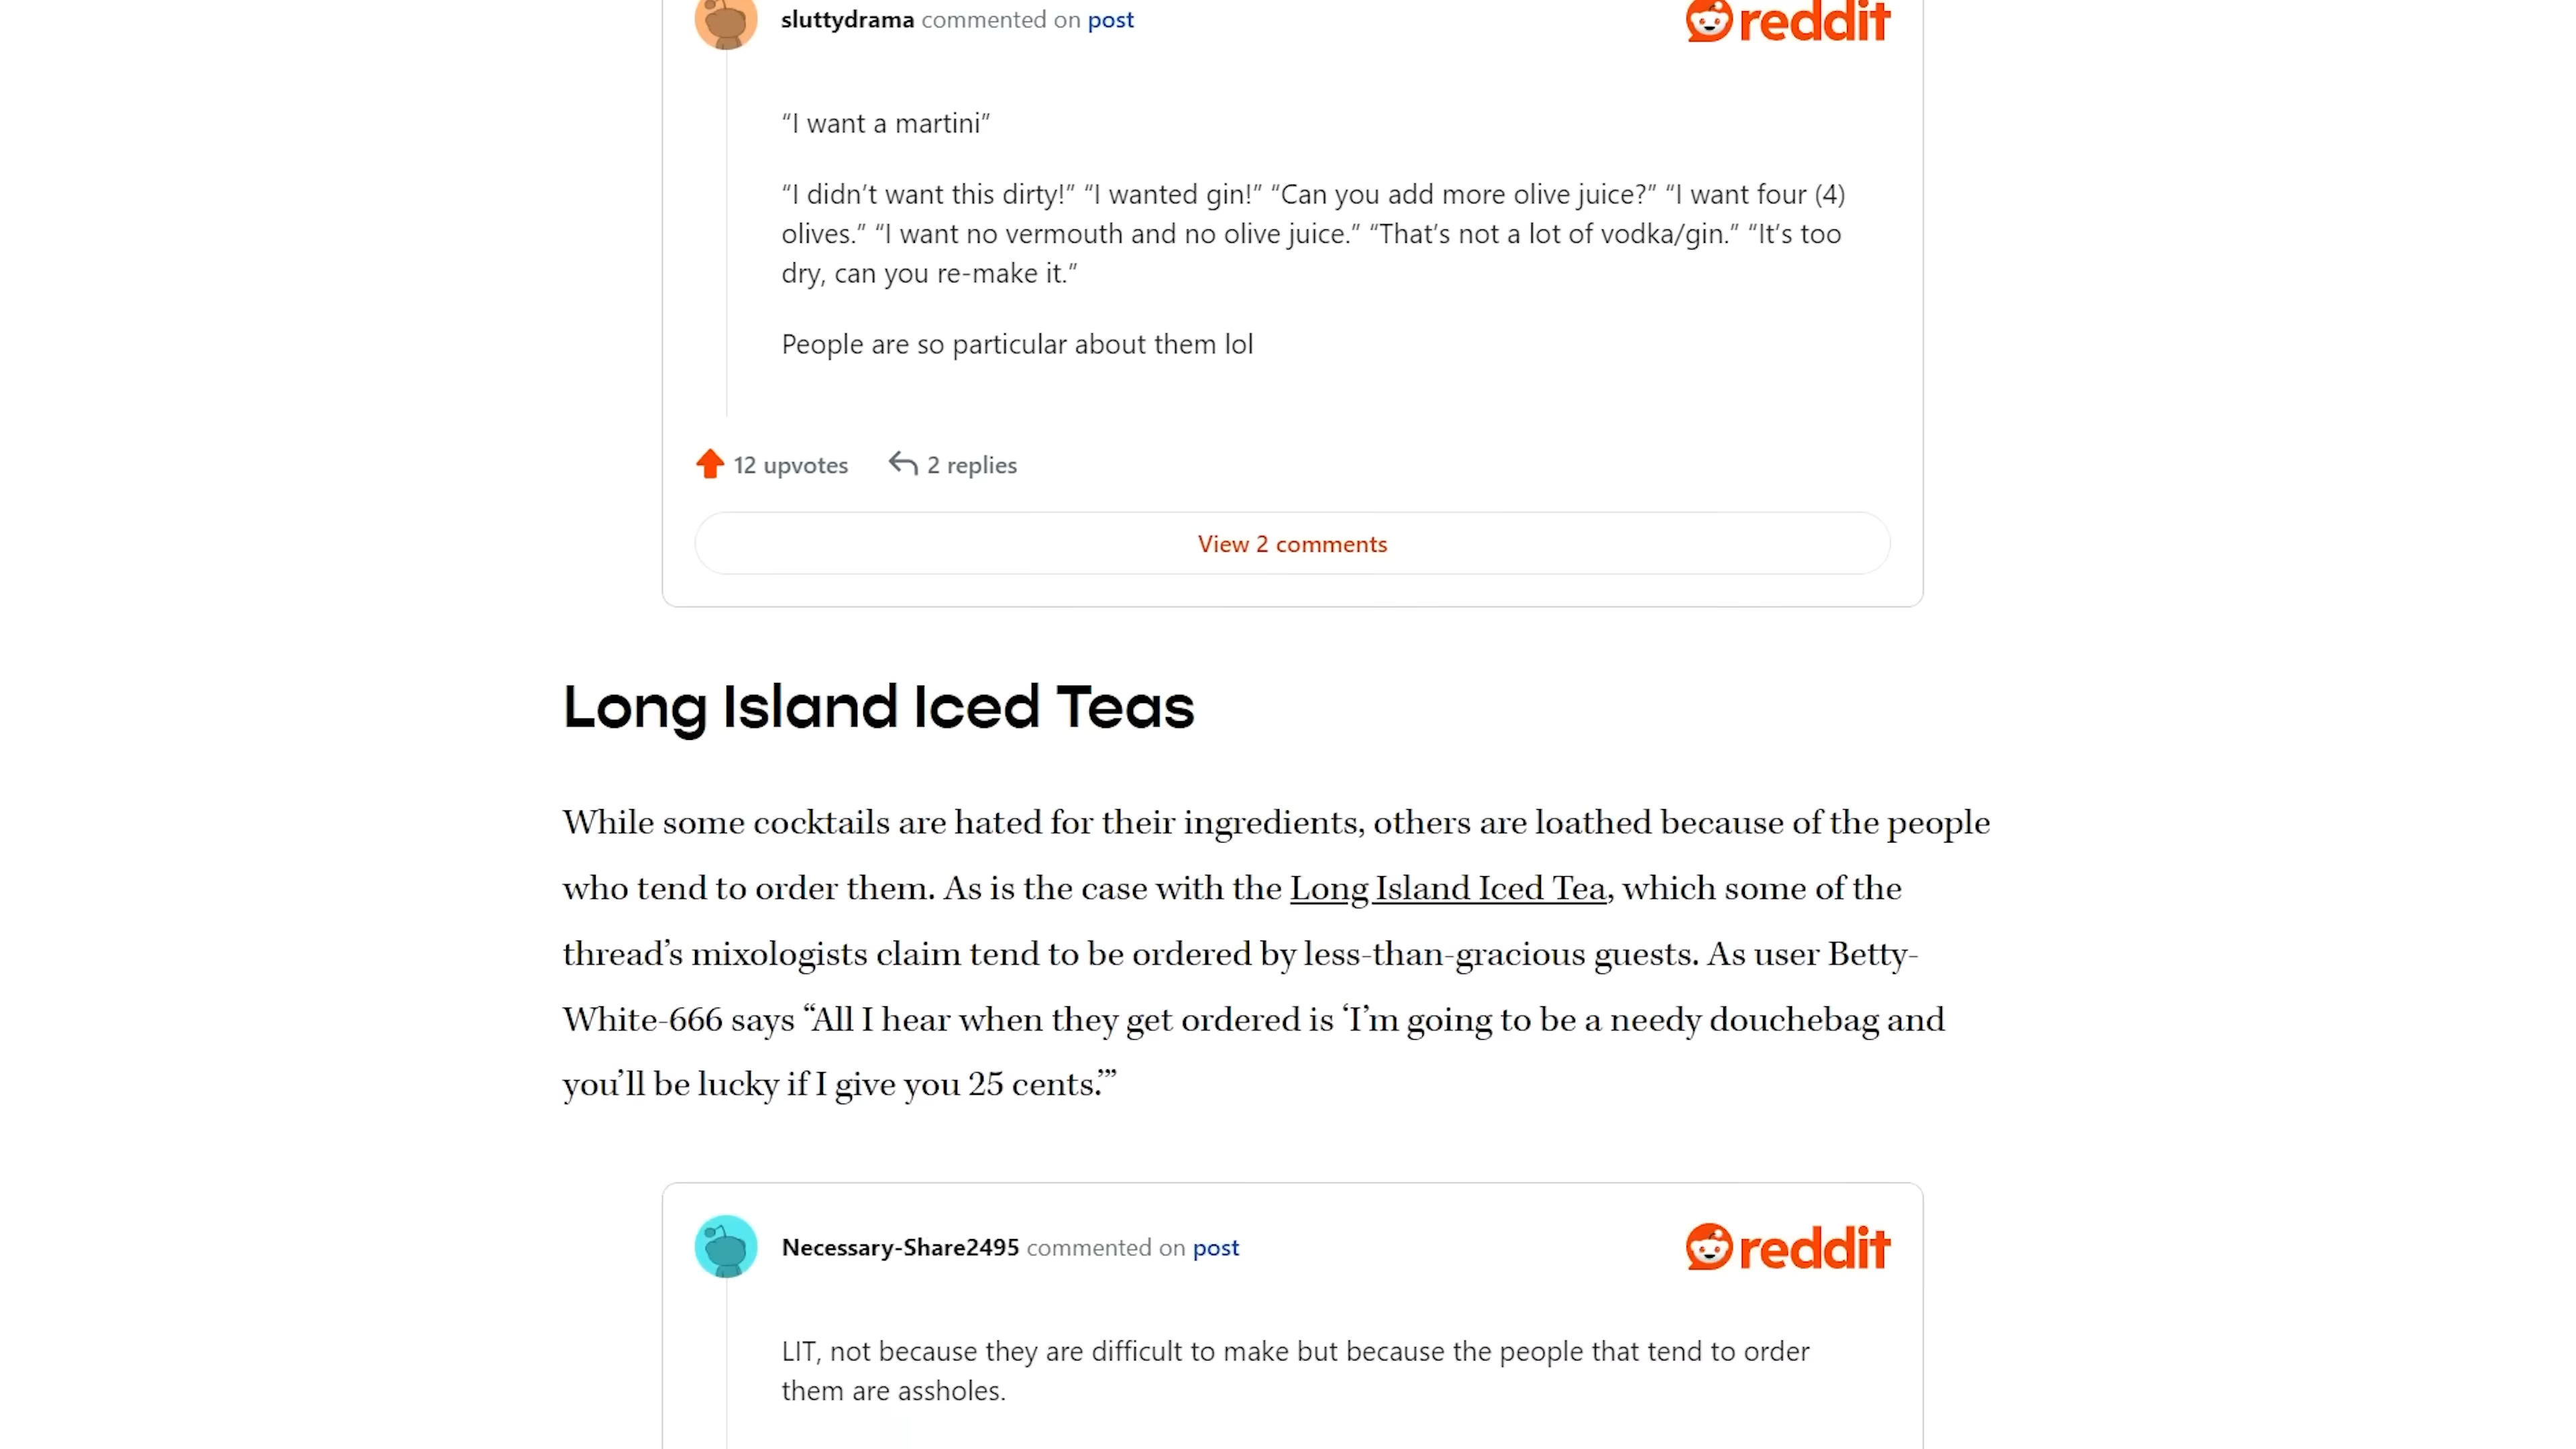 sluttydrama commented on post
reddit
“I want a martini”
“I didn’t want this dirty!” “I wanted gin!” “Can you add more olive juice?” “I want four (4)
olives.” “I want no vermouth and no olive juice.” “That’s not a lot of vodka/gin.” “It’s too
dry, can you re-make it.”
People are so particular about them lol
12 upvotes 2 replies
View 2 comments
Long Island Iced Teas
While some cocktails are hated for their ingredients, others are loathed because of the people
who tend to order them. As is the case with the Long Island Iced Tea, which some of the
thread’s mixologists claim tend to be ordered by less-than-gracious guests. As user Betty-
White-666 says “All I hear when they get ordered is ‘I’m going to be a needy douchebag and
you’ll be lucky if I give you 25 cents.’”
Necessary-Share2495 commented on post
reddit
LIT, not because they are difficult to make but because the people that tend to order
them are assholes.